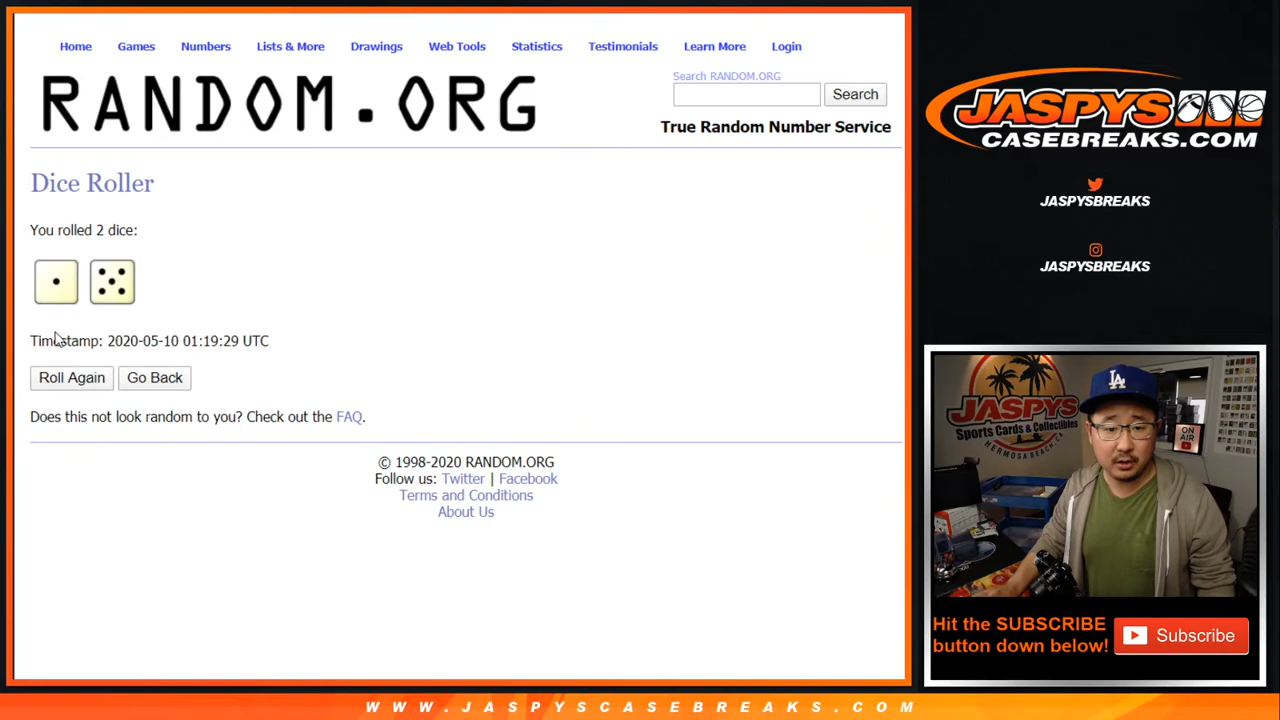 Home Games Numbers Lists & More Drawings Web Tools Statistics Testimonials Learn More Login
RANDOM.ORG
Search RANDOM.ORG
Search
True Random Number Service
Dice Roller
You rolled 2 dice:
Timestamp: 2020-05-10 01:19:29 UTC
Roll Again Go Back
Does this not look random to you? Check out the FAQ.
© 1998-2020 RANDOM.ORG
Follow us: Twitter | Facebook
Terms and Conditions
About Us
JASPYS
CASEBREAKS.COM
JASPYSBREAKS
JASPYSBREAKS
JASPYS
Sports Cards & Collectibles
HERMOSA BEACH, CA
LA
ON
AIR
Hit the SUBSCRIBE
button down below!
Subscribe
WWW.JASPYSCASEBREAKS.COM